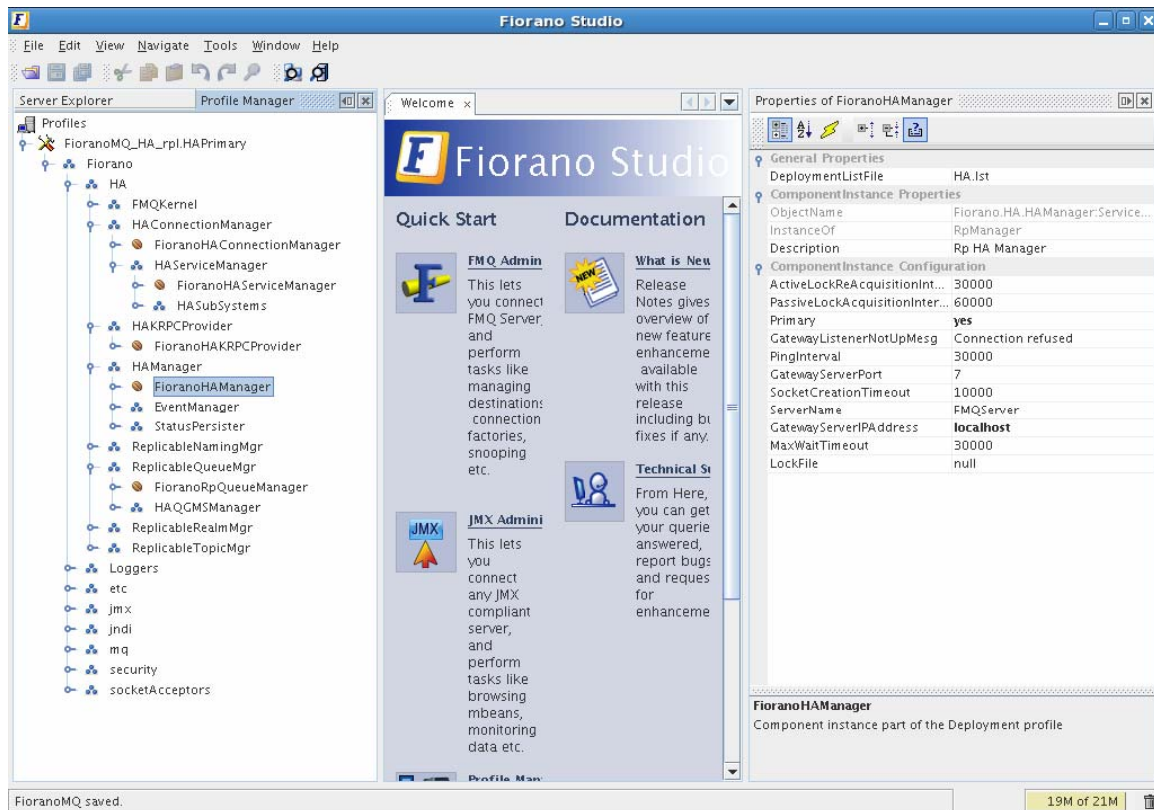 Fiorano Studio
File Edit View Navigate Tools Window Help
Server Explorer
Profile Manager
Profiles
FioranoMQ_HA_rpl.HAPrimary
Fiorano
HA
FMQKernel
HAConnectionManager
FioranoHAConnectionManager
HAServiceManager
FioranoHAServiceManager
HASubSystems
HAKRPCProvider
FioranoHAKRPCProvider
HAManager
FioranoHAManager
EventManager
StatusPersister
ReplicableNamingMgr
ReplicableQueueMgr
FioranoRpQueueManager
HAQGMSManager
ReplicableRealmMgr
ReplicableTopicMgr
Loggers
etc
jmx
jndi
mq
security
socketAcceptors
Welcome
Fiorano Studio
Quick Start
FMQ Admin
This lets
you connect
FMQ Server,
and
perform
tasks like
managing
destinations
connection
factories,
snooping
etc.
JMX Admini
This lets
you
connect
any JMX
compliant
server,
and
perform
tasks like
browsing
mbeans,
monitoring
data etc.
Profile Man
Documentation
What is New
Release
Notes gives
overview of
new feature
enhanceme
available
with this
release
including bu
fixes if any.
Technical Su
From Here,
you can get
your querie
answered,
report bugs
and reques
for
enhanceme
Properties of FioranoHAManager
General Properties
DeploymentListFile HA.lst
ComponentInstance Properties
ObjectName Fiorano.HA.HAManager:Service...
InstanceOf RpManager
Description Rp HA Manager
ComponentInstance Configuration
ActiveLockReAcquisitionInt... 30000
PassiveLockAcquisitionInter... 60000
Primary yes
GatewayListenerNotUpMesg Connection refused
PingInterval 30000
GatewayServerPort 7
SocketCreationTimeout 10000
ServerName FMQServer
GatewayServerIPAddress localhost
MaxWaitTimeout 30000
LockFile null
FioranoHAManager
Component instance part of the Deployment profile
FioranoMQ saved.
19M of 21M